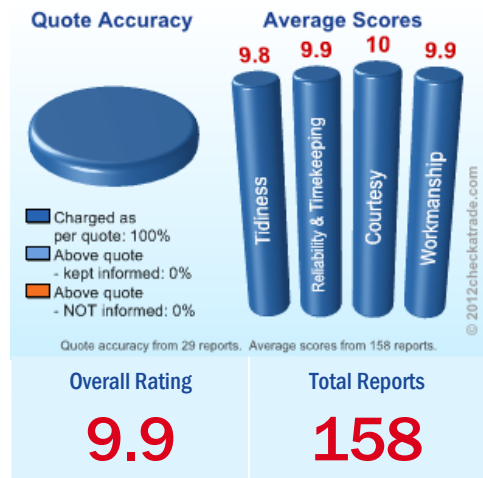 Quote Accuracy
Average Scores
9.8
9.9
10
9.9
Tidiness
Reliability & Timekeeping
Courtesy
Workmanship
Charged as
per quote: 100%
Above quote
- kept informed: 0%
Above quote
- NOT informed: 0%
© 2012checkatrade.com
Quote accuracy from 29 reports. Average scores from 158 reports.
Overall Rating
9.9
Total Reports
158